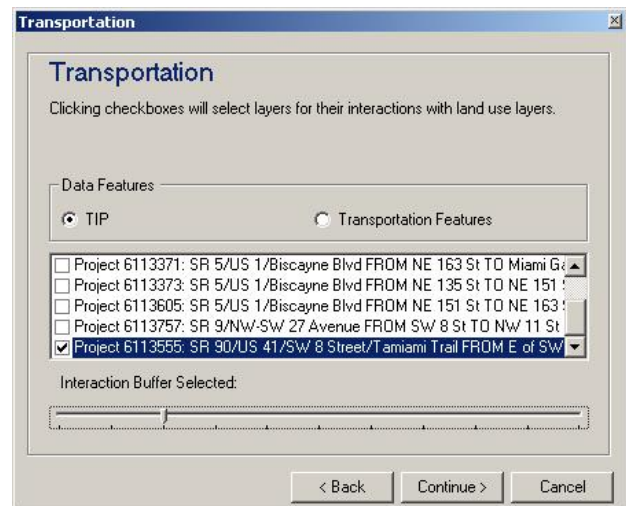 Transportation
Transportation
Clicking checkboxes will select layers for their interactions with land use layers.
Data Features
TIP
Transportation Features
Project 6113371: SR 5/US 1/Biscayne Blvd FROM NE 163 St TO Miami Ga
Project 6113373: SR 5/US 1/Biscayne Blvd FROM NE 135 St TO NE 151
Project 6113605: SR 5/US 1/Biscayne Blvd FROM NE 151 St TO NE 163
Project 6113757: SR 9/NW-SW 27 Avenue FROM SW 8 St TO NW 11 St
Project 6113555: SR 90/US 41/SW 8 Street/Tamiami Trail FROM E of SW
Interaction Buffer Selected:
< Back
Continue >
Cancel